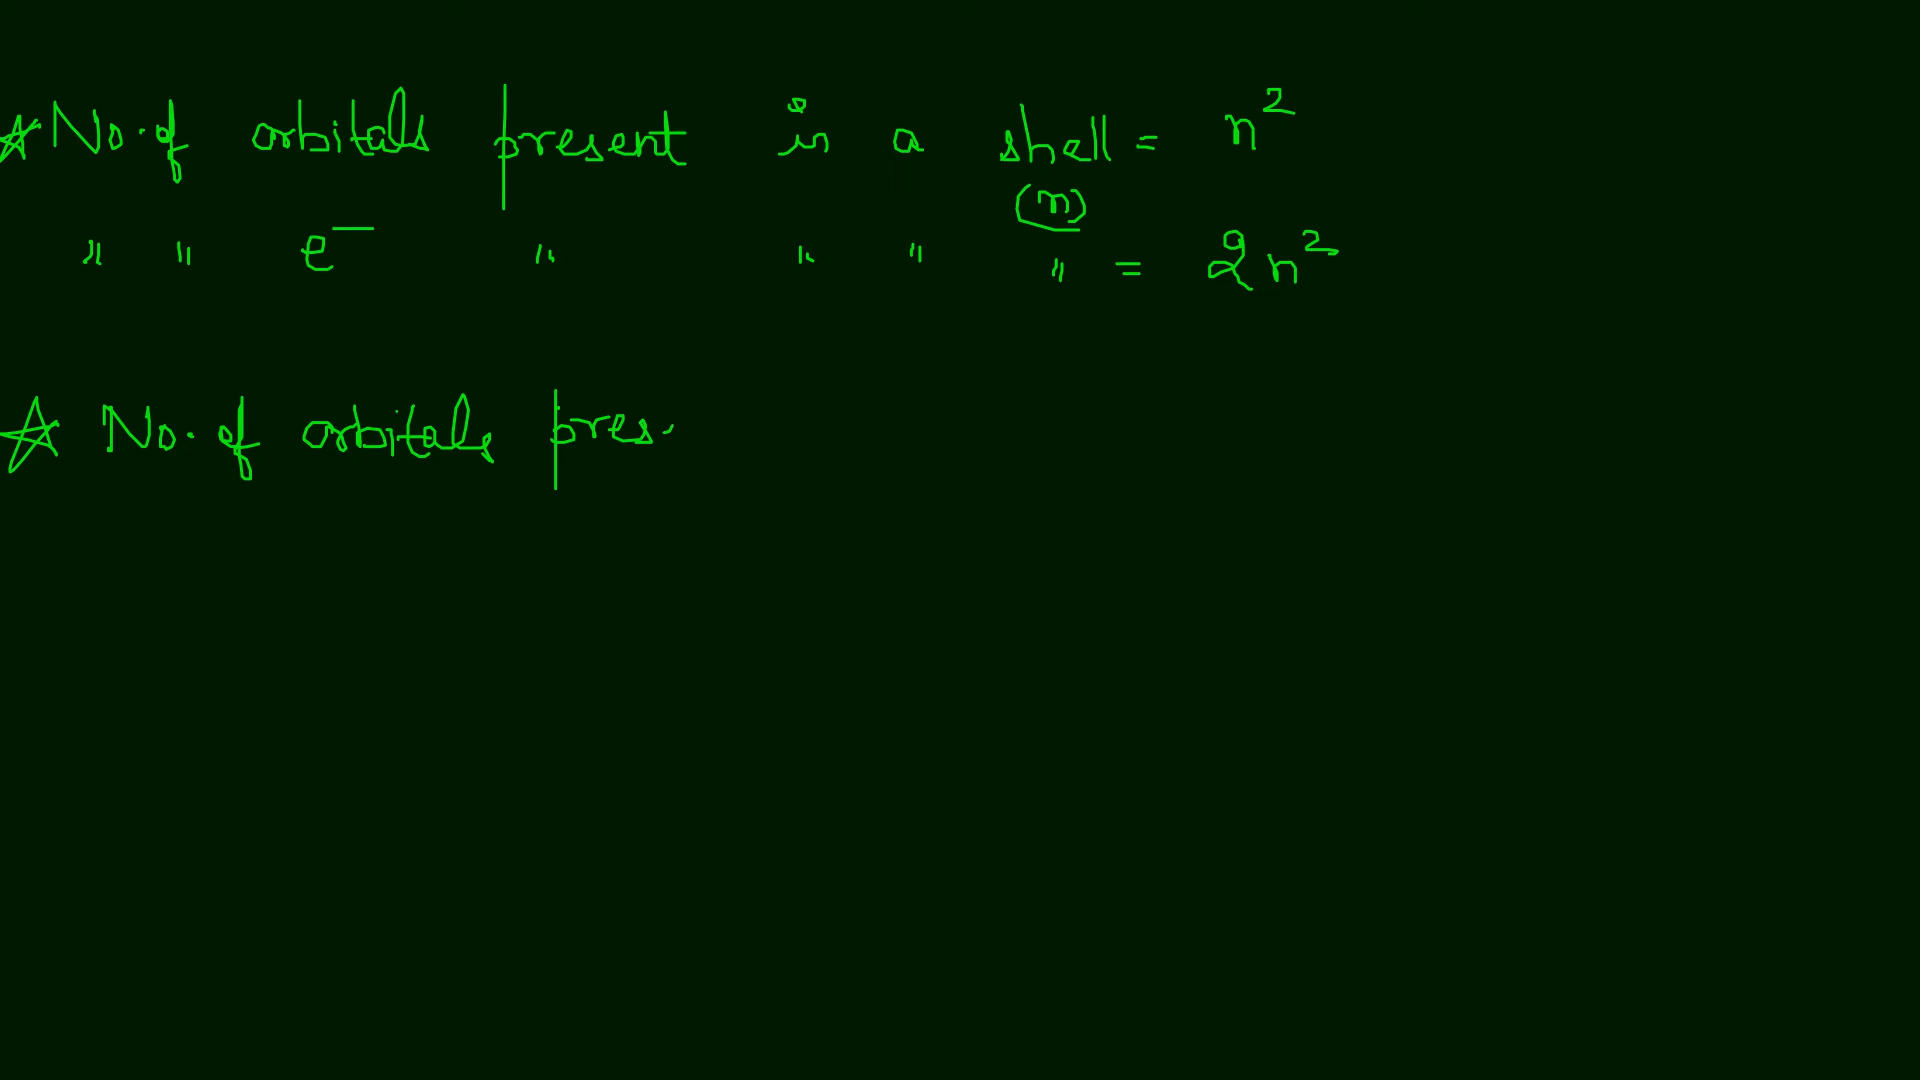 ★ No. of orbitals present in a shell = n²
(n)
" " e⁻ " " " " = 2n²
★ No. of orbitals pres.